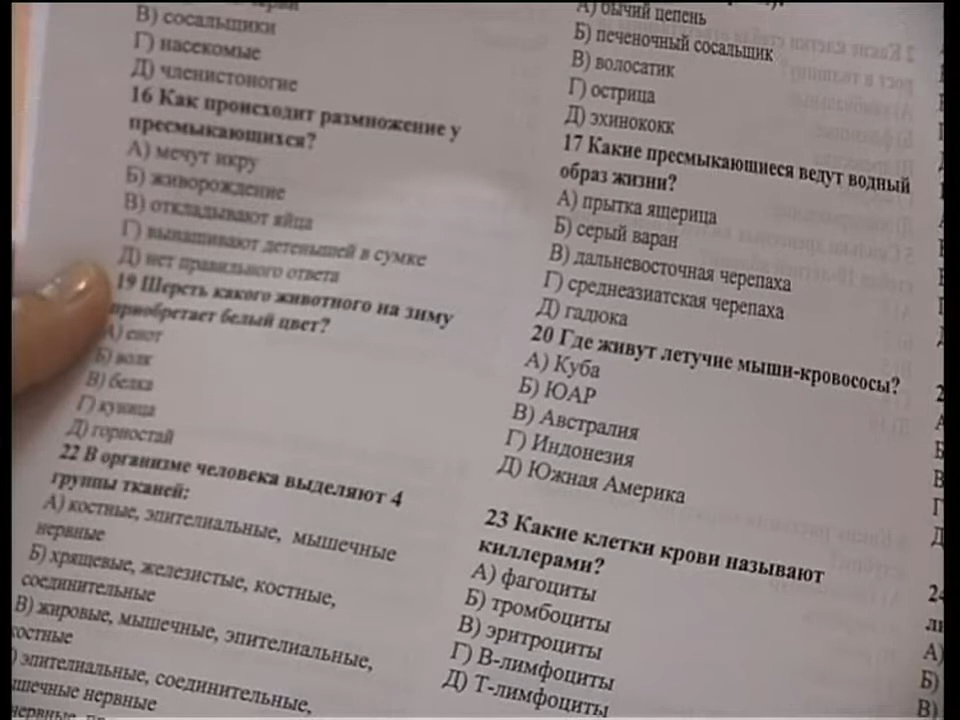 В) сосальщики
Г) насекомые
Д) членистоногие
16 Как происходит размножение у
пресмыкающихся?
А) мечут икру
Б) живорождение
В) откладывают яйца
Г) вынашивают детенышей в сумке
Д) нет правильного ответа
19 Шерсть какого животного на зиму
приобретает белый цвет?
А) енот
Б) волк
В) белка
Г) куница
Д) горностай
22 В организме человека выделяют 4
группы тканей:
А) костные, эпителиальные, мышечные
нервные
Б) хрящевые, железистые, костные,
соединительные
В) жировые, мышечные, эпителиальные,
костные
) эпителиальные, соединительные,
мышечные нервные
А) бычий цепень
Б) печеночный сосальщик
В) волосатик
Г) острица
Д) эхинококк
17 Какие пресмыкающиеся ведут водный
образ жизни?
А) прытка ящерица
Б) серый варан
В) дальневосточная черепаха
Г) среднеазиатская черепаха
Д) гадюка
20 Где живут летучие мыши-кровососы?
А) Куба
Б) ЮАР
В) Австралия
Г) Индонезия
Д) Южная Америка
23 Какие клетки крови называют
киллерами?
А) фагоциты
Б) тромбоциты
В) эритроциты
Г) В-лимфоциты
Д) Т-лимфоциты